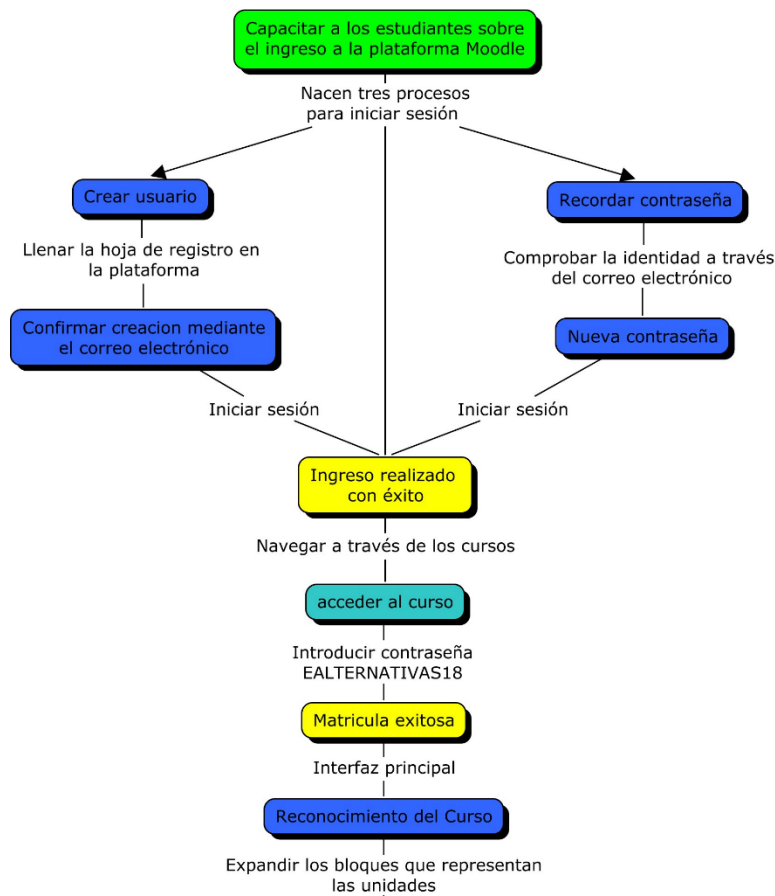 Capacitar a los estudiantes sobre
el ingreso a la plataforma Moodle
Nacen tres procesos
para iniciar sesión
Crear usuario
Recordar contraseña
Llenar la hoja de registro en
la plataforma
Comprobar la identidad a través
del correo electrónico
Confirmar creacion mediante
el correo electrónico
Nueva contraseña
Iniciar sesión
Iniciar sesión
Ingreso realizado
con éxito
Navegar a través de los cursos
acceder al curso
Introducir contraseña
EALTERNATIVAS18
Matricula exitosa
Interfaz principal
Reconocimiento del Curso
Expandir los bloques que representan
las unidades